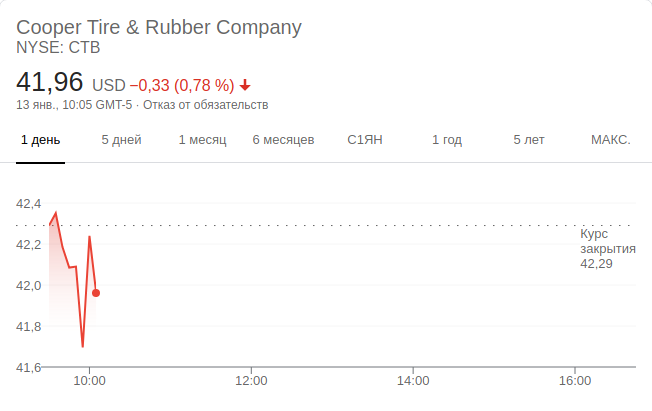 Cooper Tire & Rubber Company
NYSE: CTB
41,96 USD −0,33 (0,78 %)
13 янв., 10:05 GMT-5 · Отказ от обязательств
1 день 5 дней 1 месяц 6 месяцев С1ЯН 1 год 5 лет МАКС.
42,4
42,2
42,0
41,8
41,6
Курс
закрытия
42,29
10:00 12:00 14:00 16:00